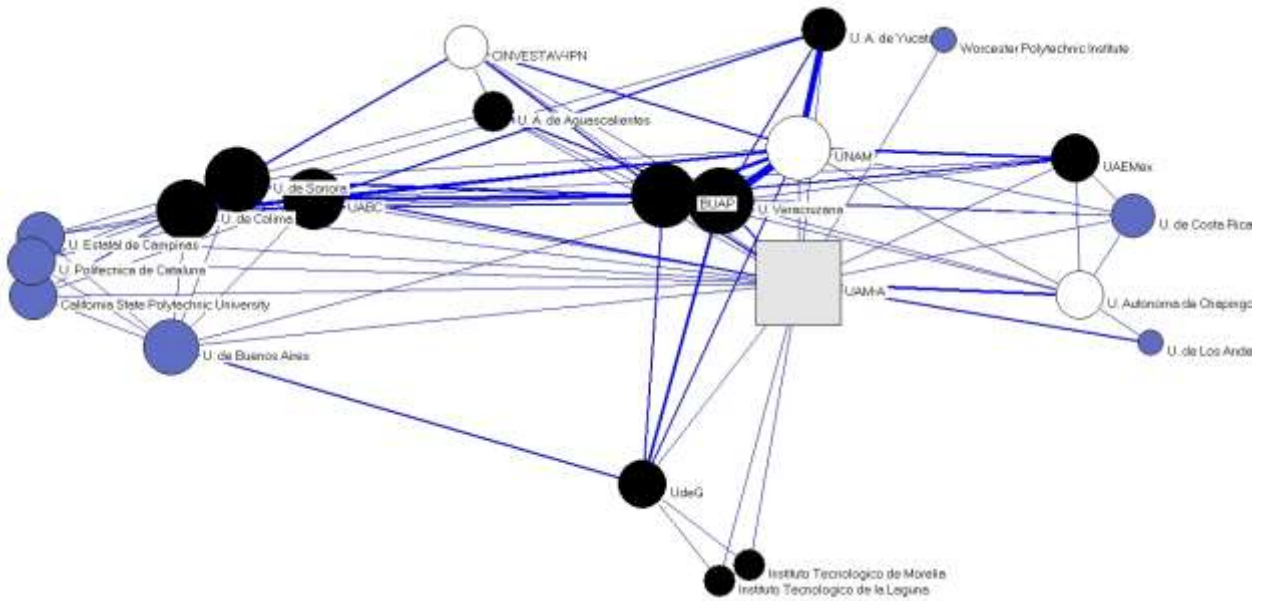 U. A. de Yucata
Worcester Polytechnic Institute
CINVESTAV-IPN
U. A. de Aguascalientes
UNAM
UAEMex
U. de Sonora
UABC
BUAP
U. Veracruzana
U. de Colima
U. de Costa Rica
U. Estatal de Campinas
U. Politecnica de Cataluna
California State Polytechnic University
UAM-A
U. Autonoma de Chapingo
U. de Buenos Aires
U. de Los Ande
UdeG
Instituto Tecnologico de Morelia
Instituto Tecnologico de la Laguna